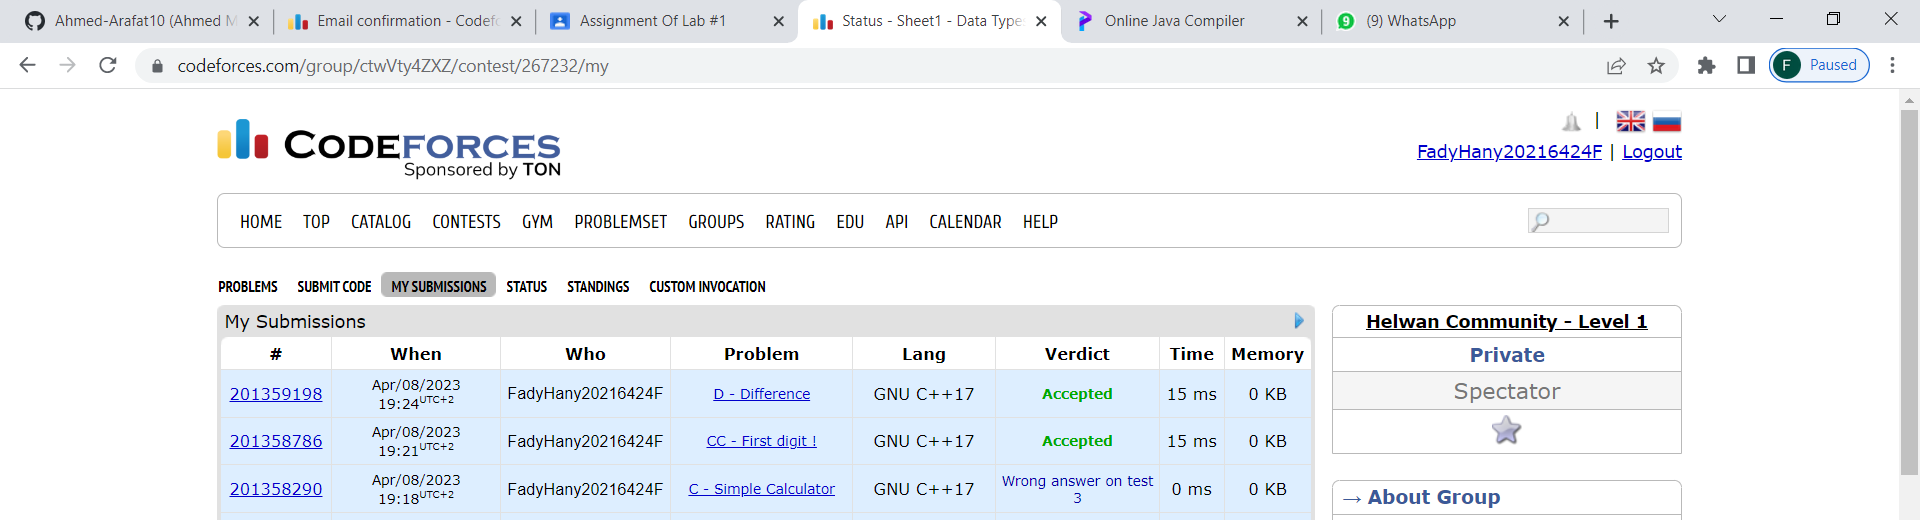 Ahmed-Arafat10 (Ahmed M
Email confirmation - Codefo
Assignment Of Lab #1
Status - Sheet1 - Data Type
Online Java Compiler
(9) WhatsApp
codeforces.com/group/ctwVty4ZXZ/contest/267232/my
F Paused
CODEFORCES
Sponsored by TON
FadyHany20216424F | Logout
HOME TOP CATALOG CONTESTS GYM PROBLEMSET GROUPS RATING EDU API CALENDAR HELP
PROBLEMS SUBMIT CODE MY SUBMISSIONS STATUS STANDINGS CUSTOM INVOCATION
My Submissions
# When Who Problem Lang Verdict Time Memory
201359198 Apr/08/2023 19:24UTC+2 FadyHany20216424F D - Difference GNU C++17 Accepted 15 ms 0 KB
201358786 Apr/08/2023 19:21UTC+2 FadyHany20216424F CC - First digit ! GNU C++17 Accepted 15 ms 0 KB
201358290 Apr/08/2023 19:18UTC+2 FadyHany20216424F C - Simple Calculator GNU C++17 Wrong answer on test 3 0 ms 0 KB
Helwan Community - Level 1
Private
Spectator
→ About Group